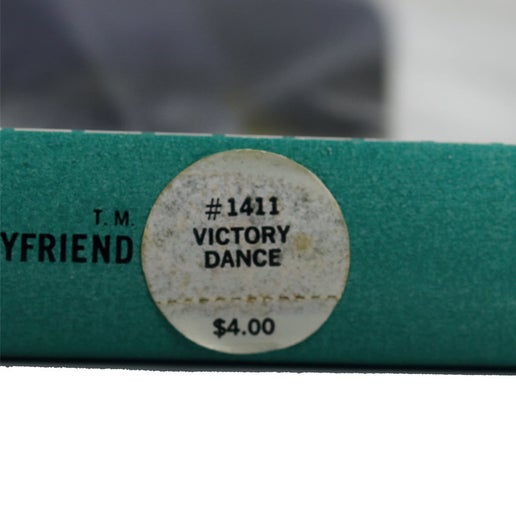 T.M.
YFRIEND
#1411
VICTORY
DANCE
$4.00